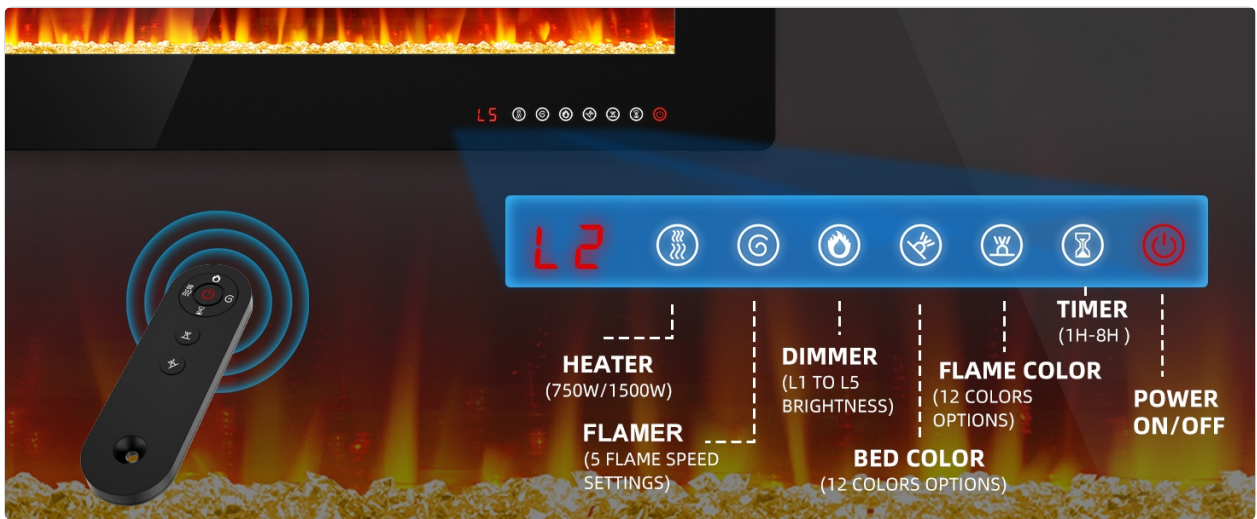 L5
L2
HEATER
(750W/1500W)
FLAMER
(5 FLAME SPEED
SETTINGS)
DIMMER
(L1 TO L5
BRIGHTNESS)
BED COLOR
(12 COLORS OPTIONS)
FLAME COLOR
(12 COLORS
OPTIONS)
TIMER
(1H-8H )
POWER
ON/OFF